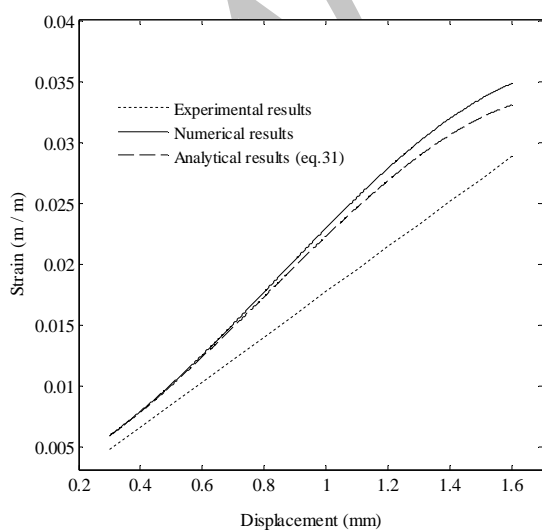 0.04
0.035
0.03
0.025
0.02
0.015
0.01
0.005
Strain (m / m)
Experimental results
Numerical results
Analytical results (eq.31)
0.2 0.4 0.6 0.8 1 1.2 1.4 1.6
Displacement (mm)